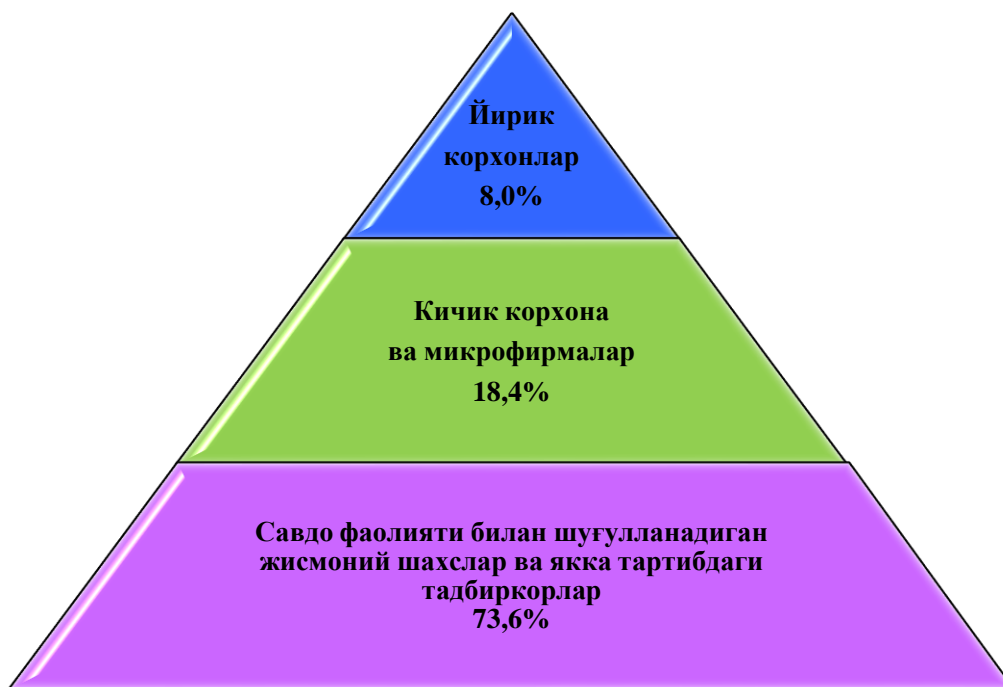 Йирик
корхонлар
8,0%
Кичик корхона
ва микрофирмалар
18,4%
Савдо фаолияти билан шуғулланадиган
жисмоний шахслар ва якка тартибдаги
тадбиркорлар
73,6%